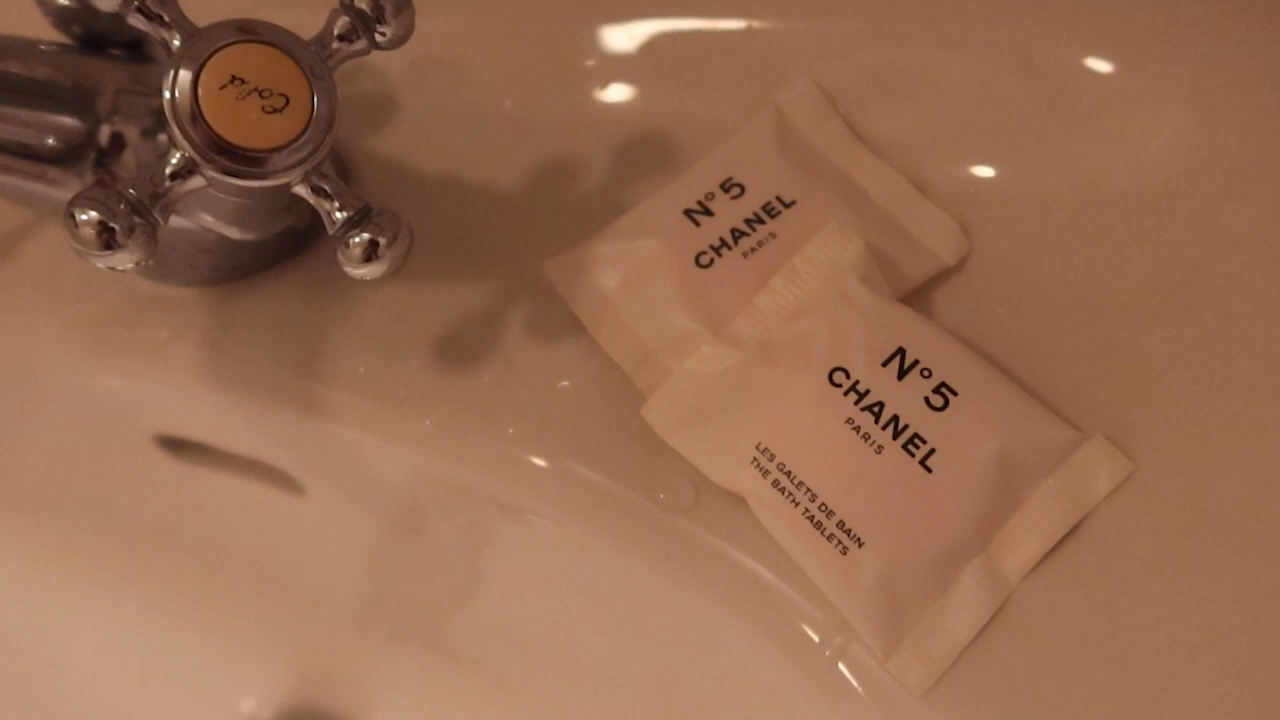 Cold
N°5
CHANEL
PARIS
N°5
CHANEL
PARIS
LES GALETS DE BAIN
THE BATH TABLETS